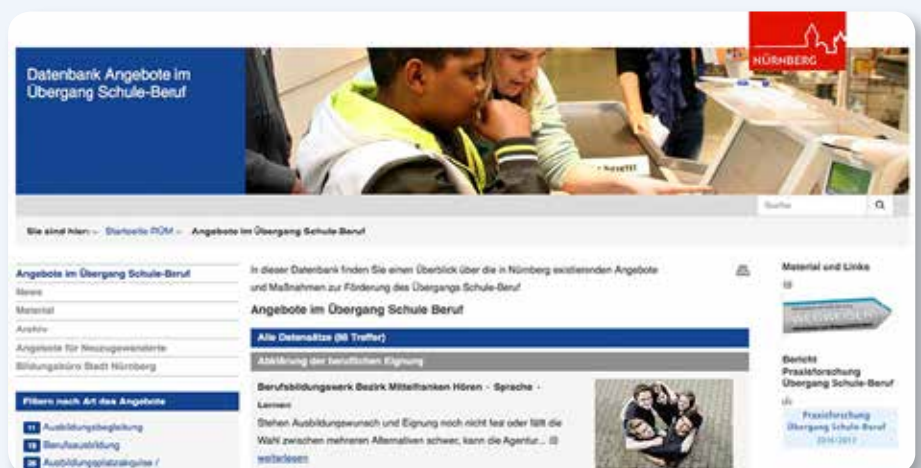 NÜRNBERG
Datenbank Angebote im
Übergang Schule-Beruf
Suche
Sie sind hier: Startseite RÜM Angebote im Übergang Schule-Beruf
Angebote im Übergang Schule-Beruf
News
Material
Archiv
Angebote für Neuzugewanderte
Bildungsbüro Stadt Nürnberg
Filtern nach Art des Angebots
11 Ausbildungsbegleitung
Berufsausbildung
Ausbildungsplatzakquise /
In dieser Datenbank finden Sie einen Überblick über die in Nürnberg existierenden Angebote
und Maßnahmen zur Förderung des Übergangs Schule-Beruf
Angebote im Übergang Schule Beruf
Alle Datensätze (98 Treffer)
Abklärung der beruflichen Eignung
Berufsbildungswerk Bezirk Mittelfranken Hören - Sprache -
Lernen
Stehen Ausbildungswunsch und Eignung noch nicht fest oder fällt die
Wahl zwischen mehreren Alternativen schwer, kann die Agentur...
weiterlesen
Material und Links
WEGWEISER
Bericht
Praxisforschung
Übergang Schule-Beruf
Praxisforschung
Übergang Schule-Beruf
2016/2017